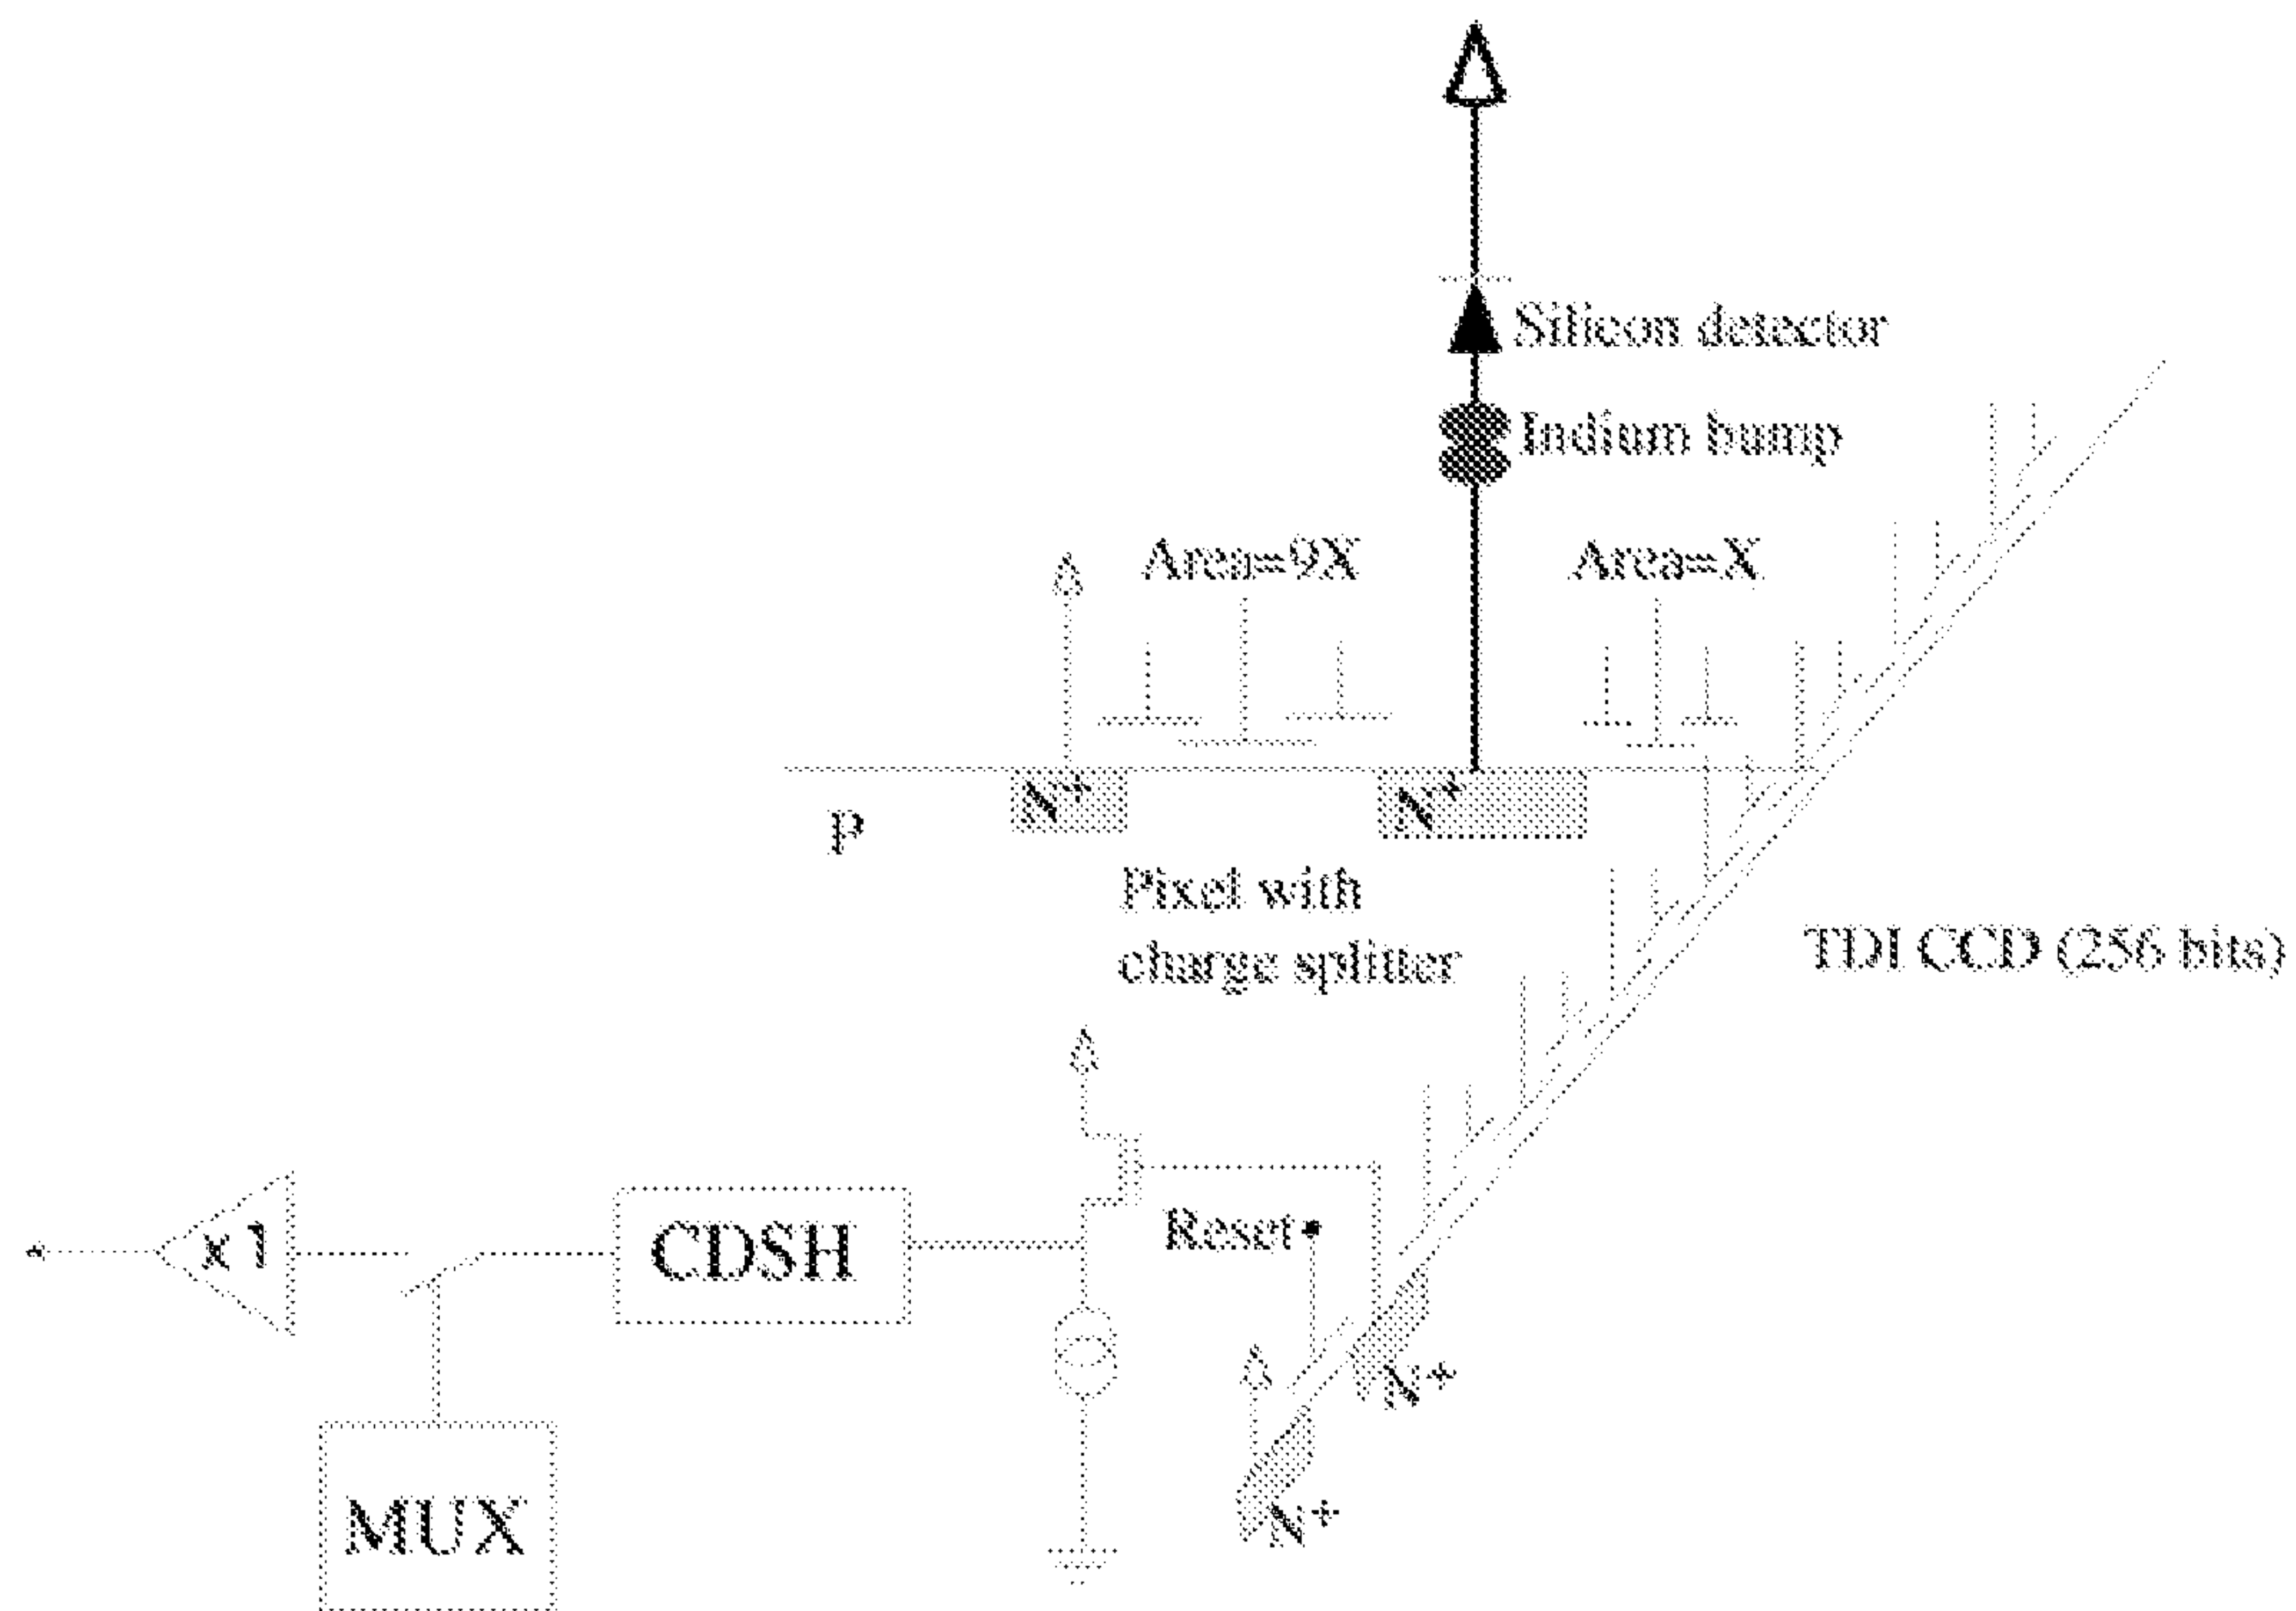 Silicon detector
Indium bump
Area=9X
Area=X
N+
N+
P
Pixel with
charge splitter
TDI CCD (256 bits)
Reset
x1
CDSH
N+
MUX
N+